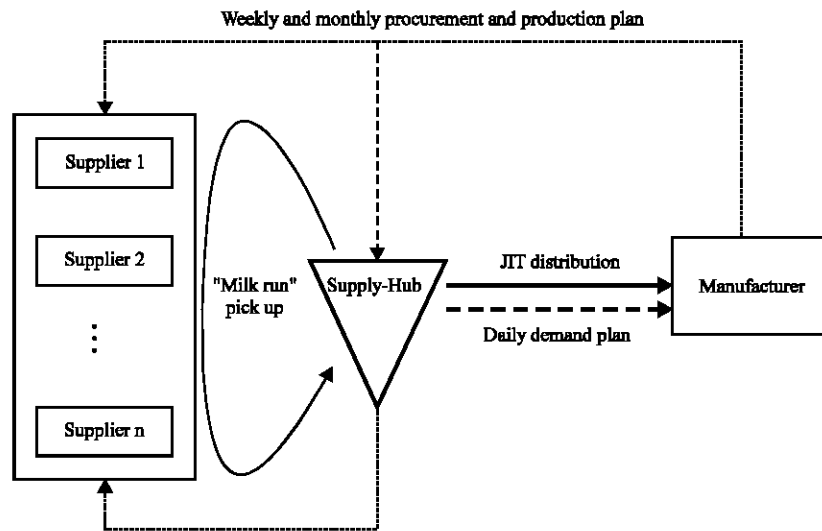 Weekly and monthly procurement and production plan
Supplier 1
Supplier 2
Supplier n
"Milk run"
pick up
Supply-Hub
JIT distribution
Daily demand plan
Manufacturer